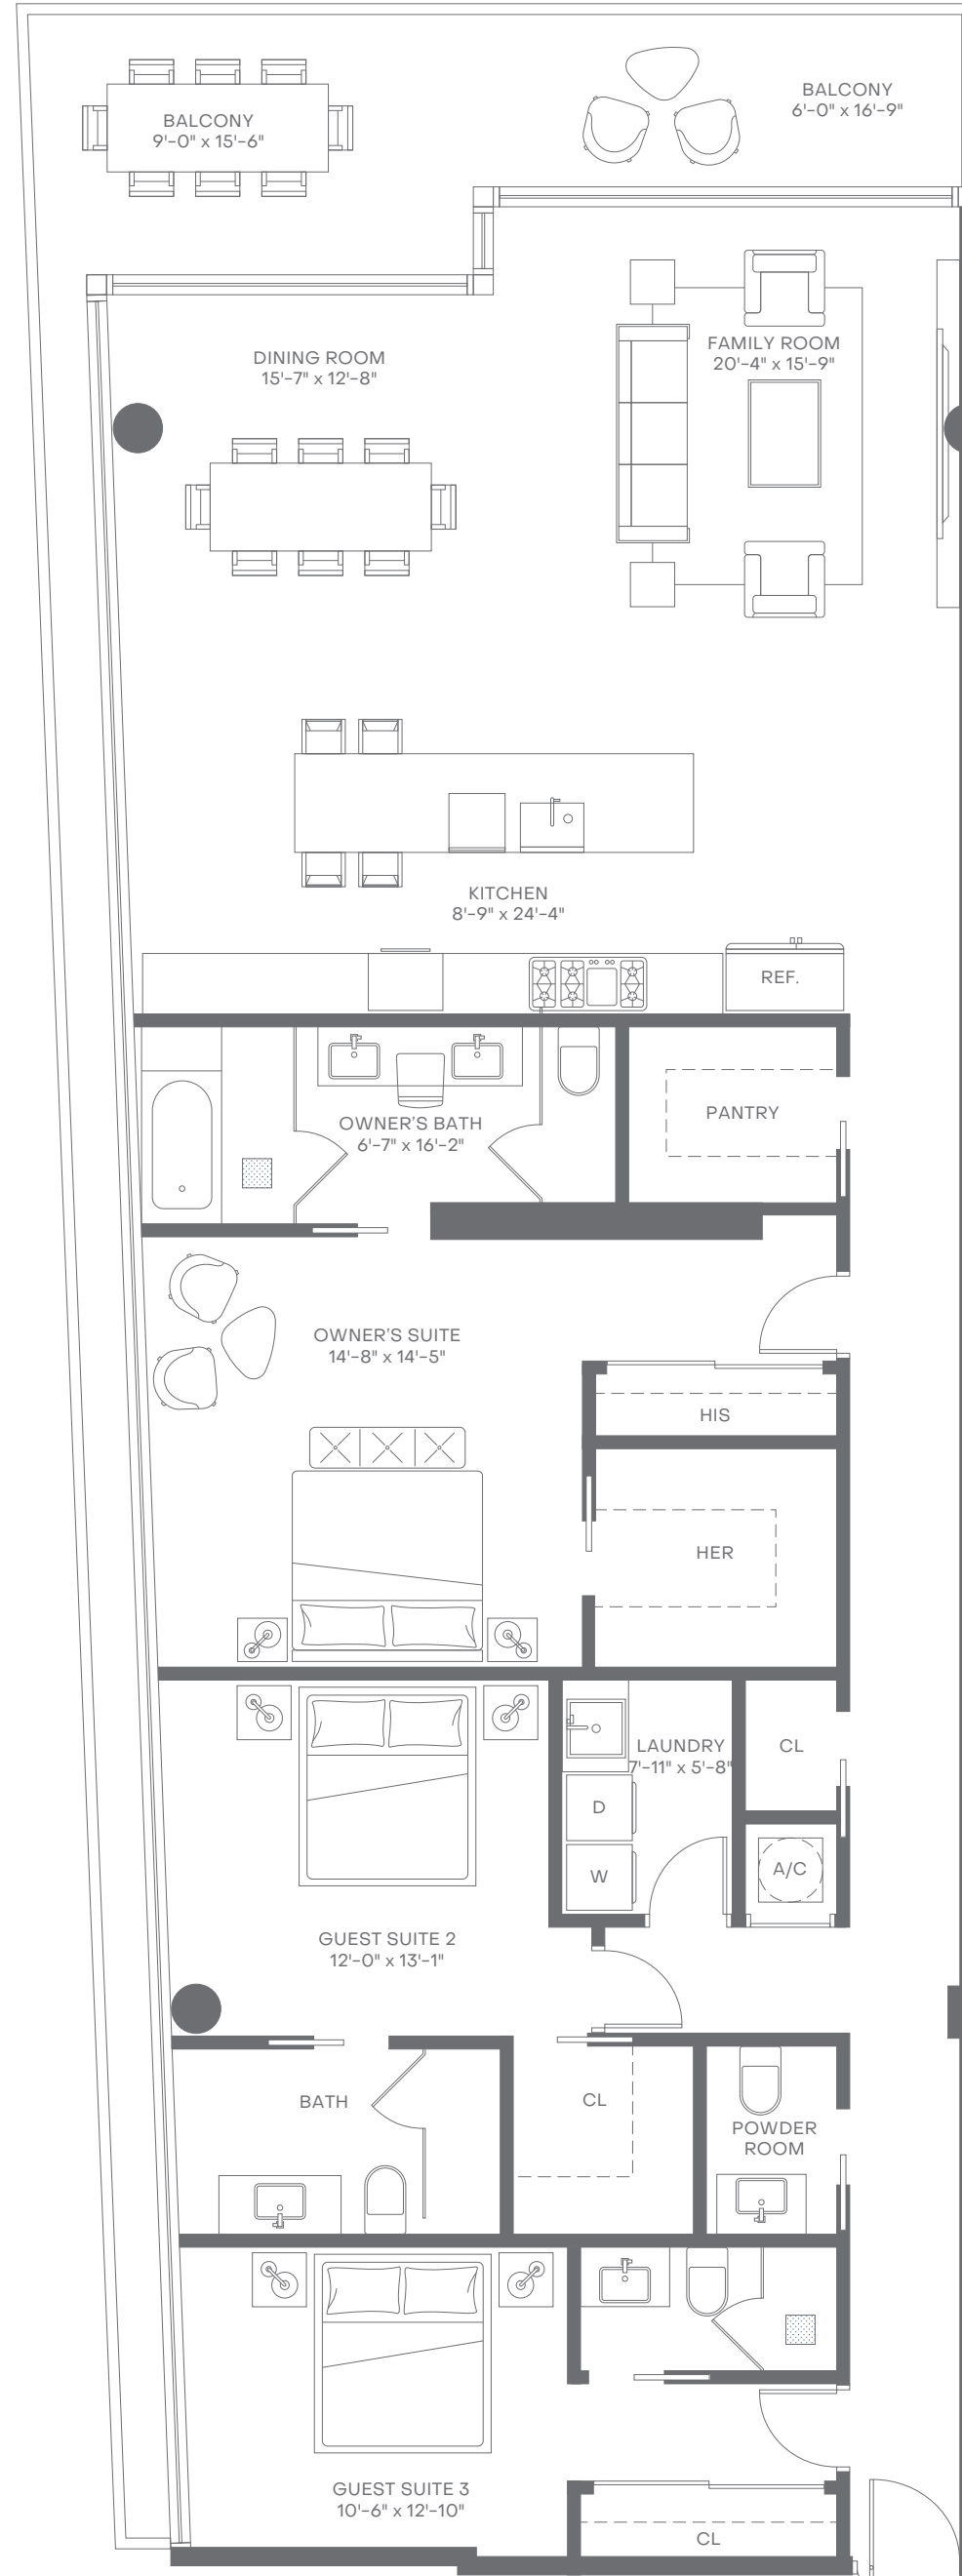 BALCONY
9'-0" x 15'-6"
BALCONY
6'-0" x 16'-9"
DINING ROOM
15'-7" x 12'-8"
FAMILY ROOM
20'-4" x 15'-9"
KITCHEN
8'-9" x 24'-4"
REF.
OWNER'S BATH
6'-7" x 16'-2"
PANTRY
OWNER'S SUITE
14'-8" x 14'-5"
HIS
HER
LAUNDRY
7'-11" x 5'-8"
CL
D
W
A/C
GUEST SUITE 2
12'-0" x 13'-1"
BATH
CL
POWDER
ROOM
GUEST SUITE 3
10'-6" x 12'-10"
CL